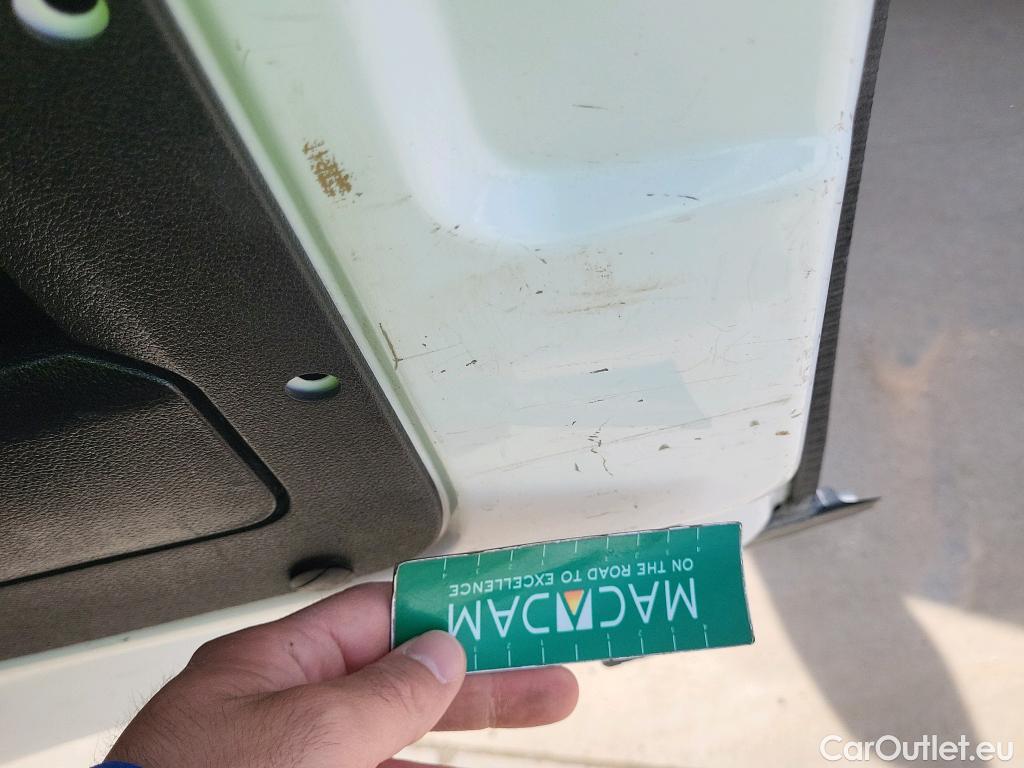 MACADAM
ON THE ROAD TO EXCELLENCE
CarOutlet.eu